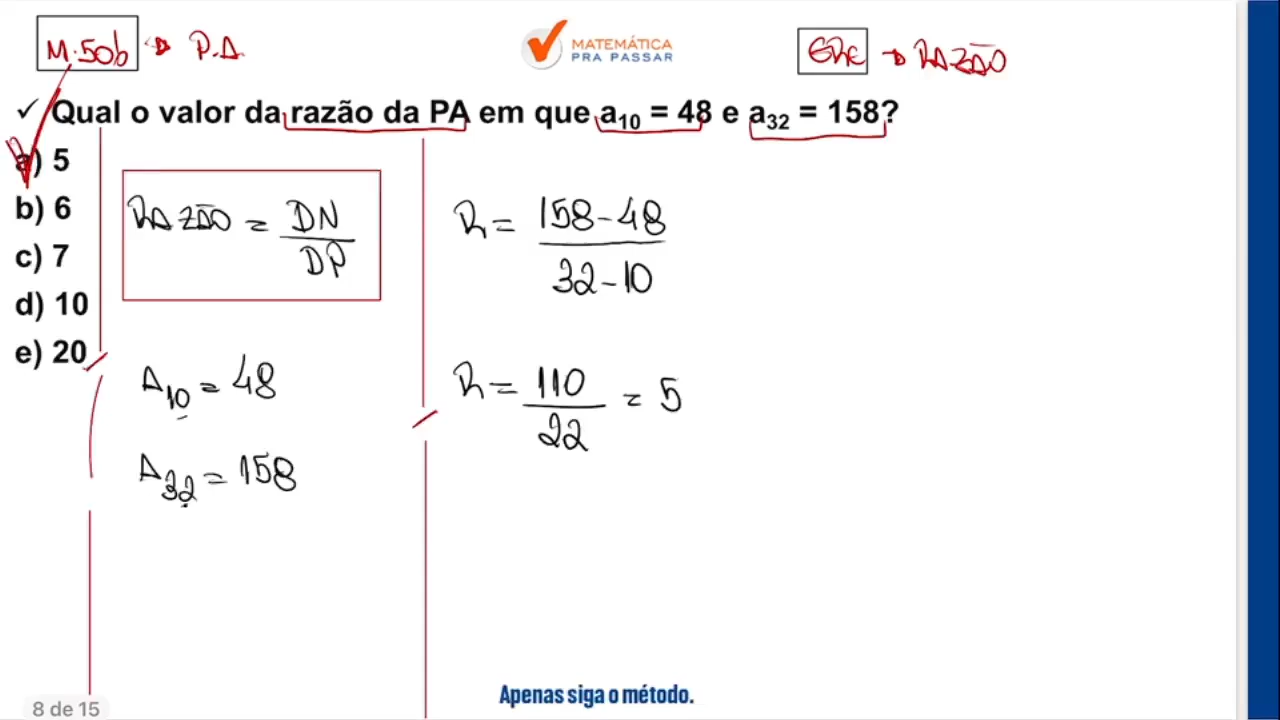 M.50b → P.A
MATEMÁTICA
PRA PASSAR
→ RAZÃO
✓ Qual o valor da razão da PA em que a₁₀ = 48 e a₃₂ = 158?
a) 5
b) 6
c) 7
d) 10
e) 20
RAZÃO = DN / DP
A₁₀ = 48
A₃₂ = 158
R = 158 - 48 / 32 - 10
R = 110 / 22 = 5
Apenas siga o método.
8 de 15